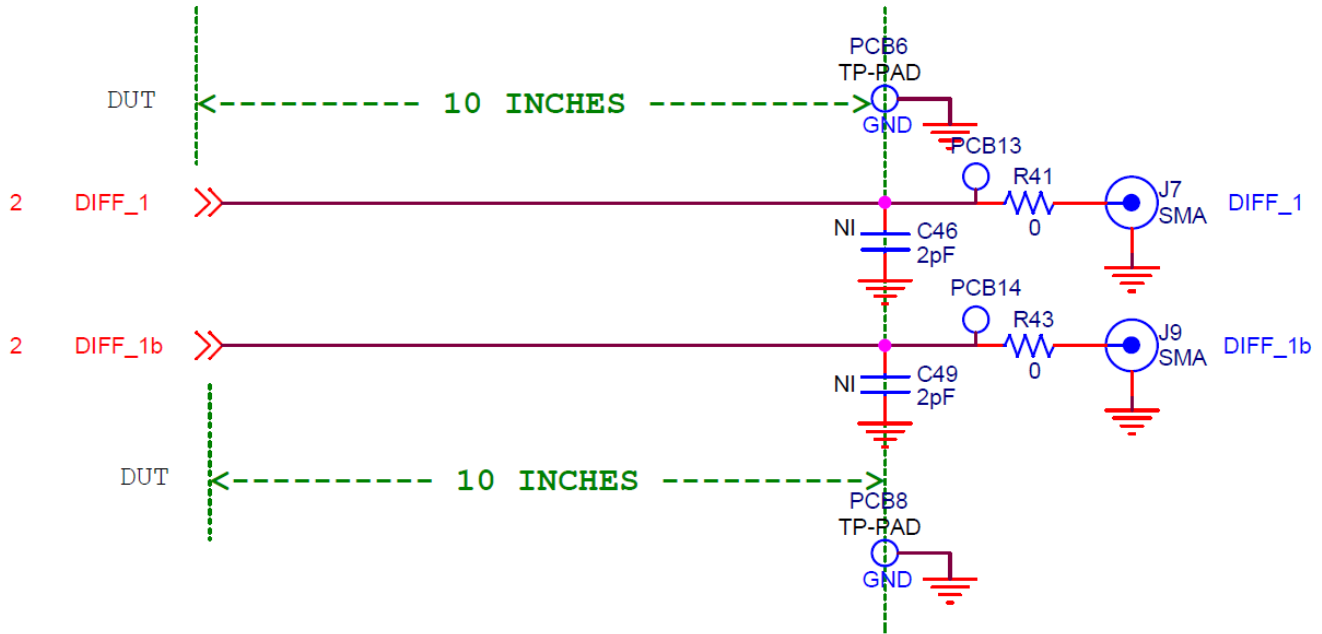 PCB6
TP-PAD
DUT
10 INCHES
GND
PCB13
R41
J7
2 DIFF_1
DIFF_1
SMA
0
NI
C46
2pF
PCB14
R43
J9
2 DIFF_1b
DIFF_1b
SMA
0
NI
C49
2pF
DUT
10 INCHES
PCB8
TP-PAD
GND